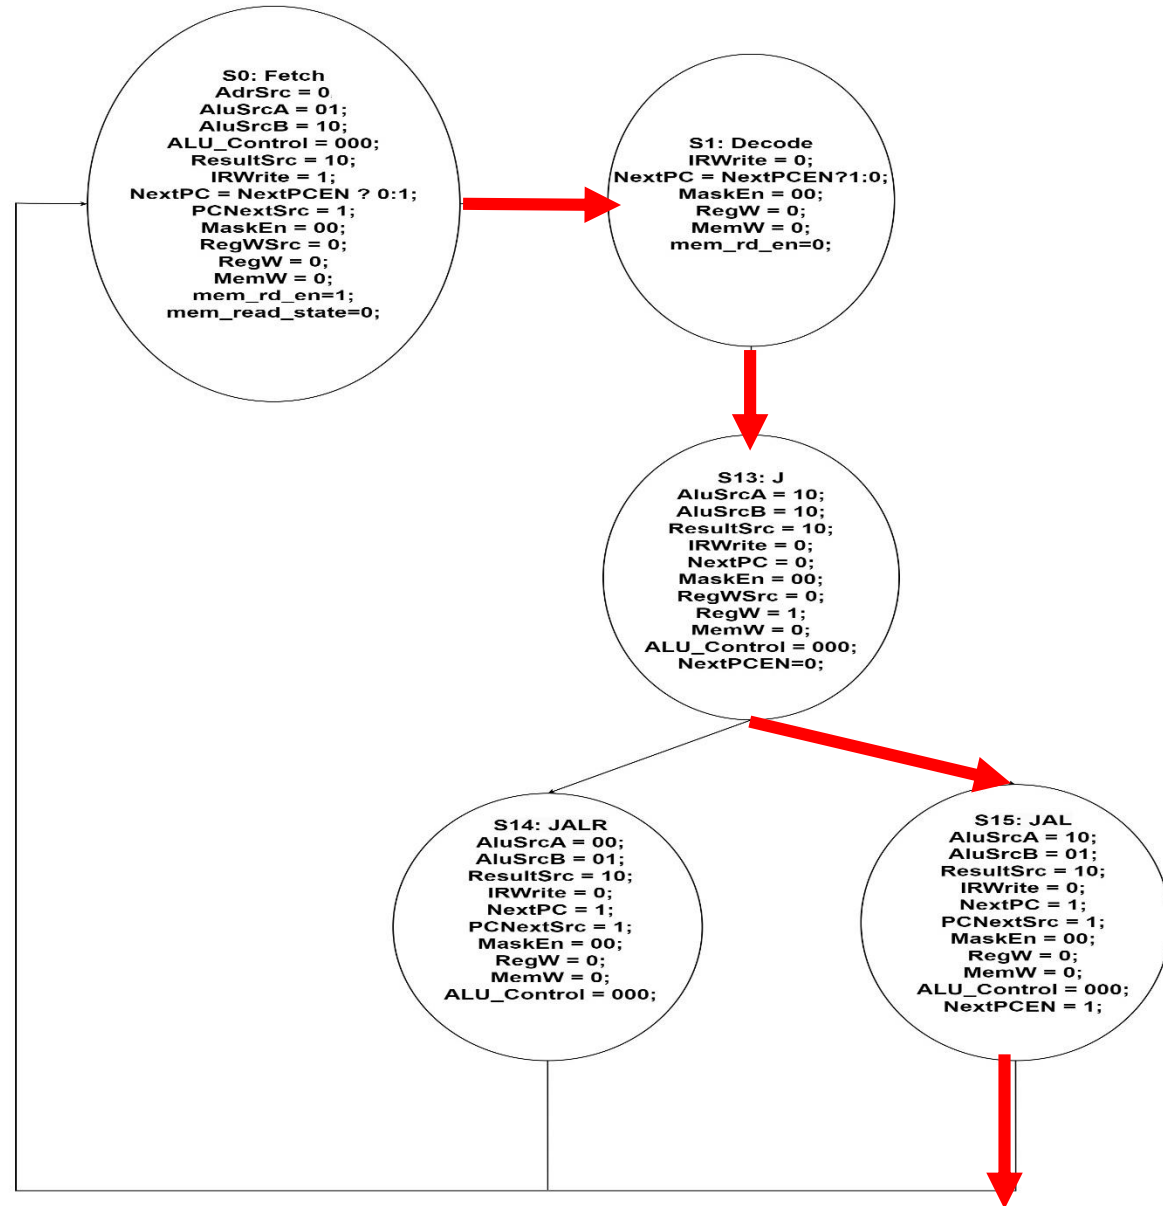 S0: Fetch
AdrSrc = 0
AluSrcA = 01;
AluSrcB = 10;
ALU_Control = 000;
ResultSrc = 10;
IRWrite = 1;
NextPC = NextPCEN ? 0:1;
PCNextSrc = 1;
MaskEn = 00;
RegWSrc = 0;
RegW = 0;
MemW = 0;
mem_rd_en=1;
mem_read_state=0;
S1: Decode
IRWrite = 0;
NextPC = NextPCEN?1:0;
MaskEn = 00;
RegW = 0;
MemW = 0;
mem_rd_en=0;
S13: J
AluSrcA = 10;
AluSrcB = 10;
ResultSrc = 10;
IRWrite = 0;
NextPC = 0;
MaskEn = 00;
RegWSrc = 0;
RegW = 1;
MemW = 0;
ALU_Control = 000;
NextPCEN=0;
S14: JALR
AluSrcA = 00;
AluSrcB = 01;
ResultSrc = 10;
IRWrite = 0;
NextPC = 1;
PCNextSrc = 1;
MaskEn = 00;
RegW = 0;
MemW = 0;
ALU_Control = 000;
S15: JAL
AluSrcA = 10;
AluSrcB = 01;
ResultSrc = 10;
IRWrite = 0;
NextPC = 1;
PCNextSrc = 1;
MaskEn = 00;
RegW = 0;
MemW = 0;
ALU_Control = 000;
NextPCEN = 1;